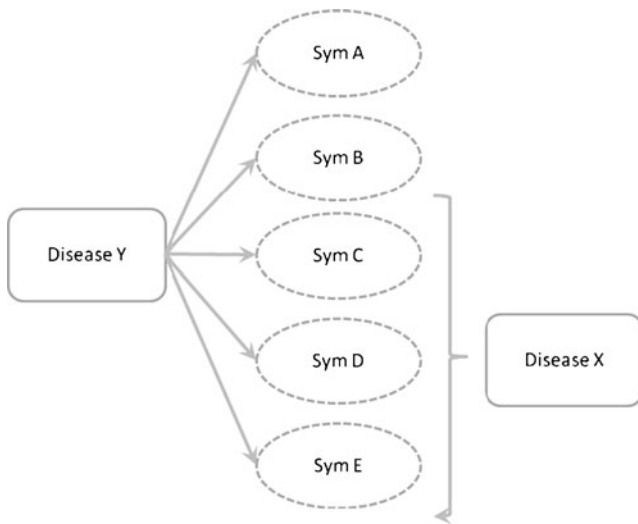 Sym A
Sym B
Disease Y
Sym C
Sym D
Disease X
Sym E